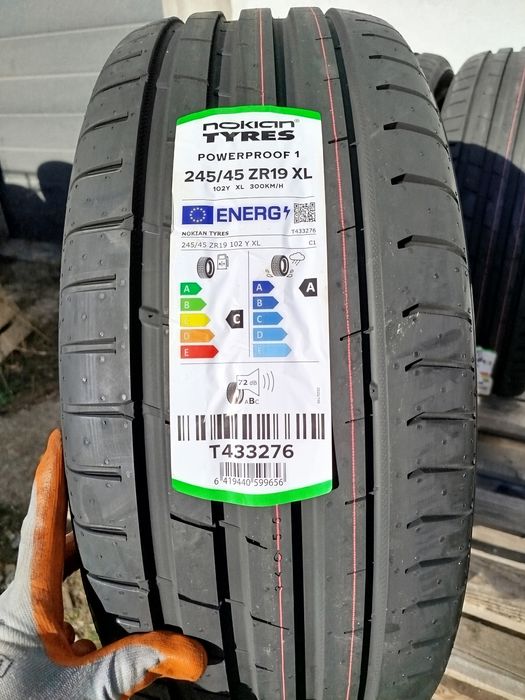 nokian®
TYRES
POWERPROOF 1
245/45 ZR19 XL
102Y XL 300KM/H
ENERG
NOKIAN TYRES T433276
245/45 ZR19 102 Y XL C1
A A
B B
C C
D D
E E
C
A
72 dB
ABC
T433276
6 419440 599656